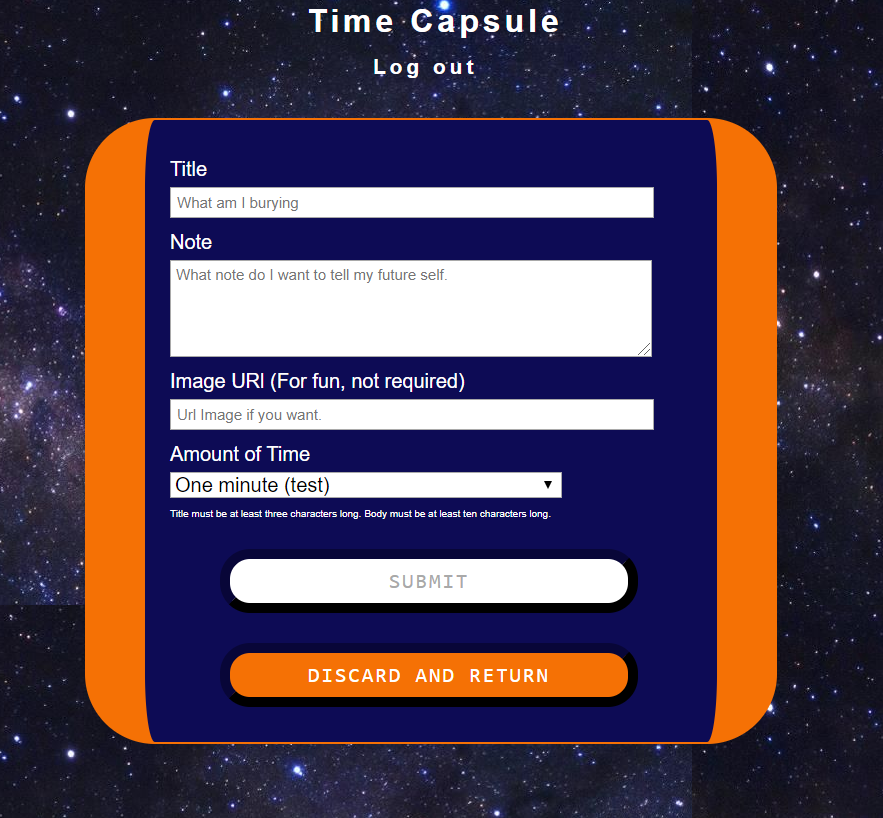 Time Capsule
Log out
Title
What am I burying
Note
What note do I want to tell my future self.
Image URl (For fun, not required)
Url Image if you want.
Amount of Time
One minute (test)
Title must be at least three characters long. Body must be at least ten characters long.
SUBMIT
DISCARD AND RETURN